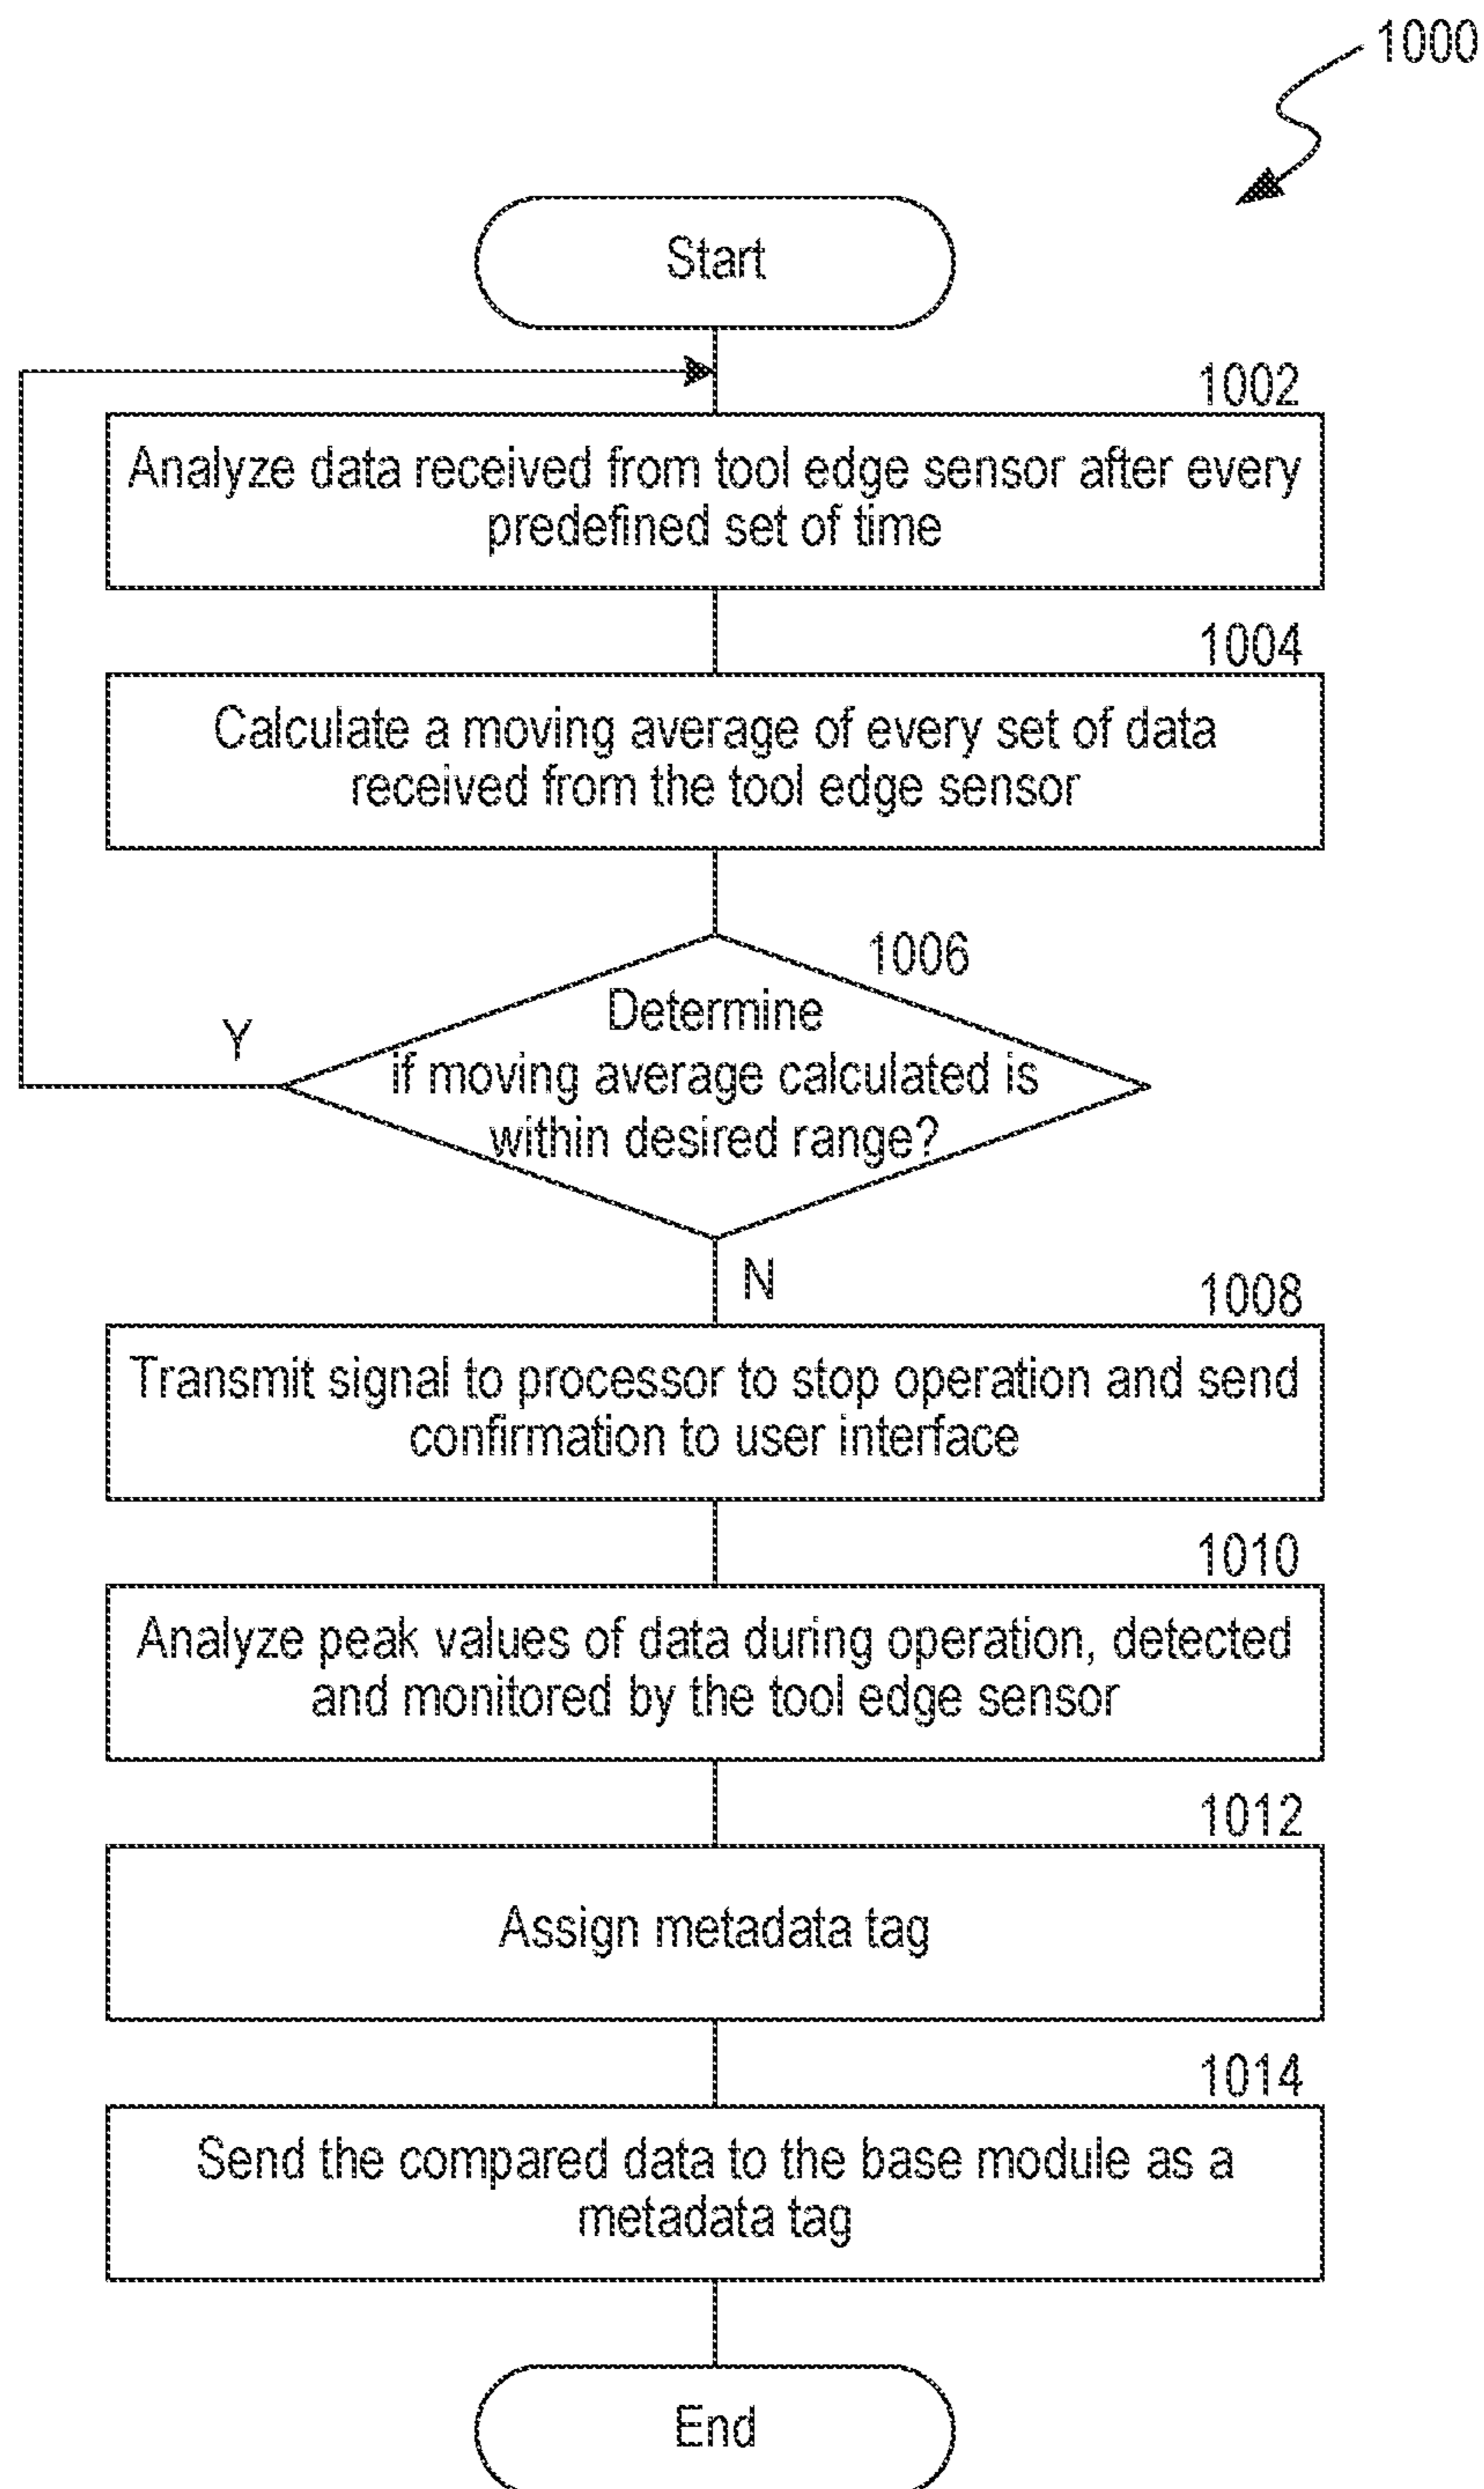 1000
Start
1002
Analyze data received from tool edge sensor after every
predefined set of time
1004
Calculate a moving average of every set of data
received from the tool edge sensor
1006
Determine
if moving average calculated is
within desired range?
Y
N
1008
Transmit signal to processor to stop operation and send
confirmation to user interface
1010
Analyze peak values of data during operation, detected
and monitored by the tool edge sensor
1012
Assign metadata tag
1014
Send the compared data to the base module as a
metadata tag
End